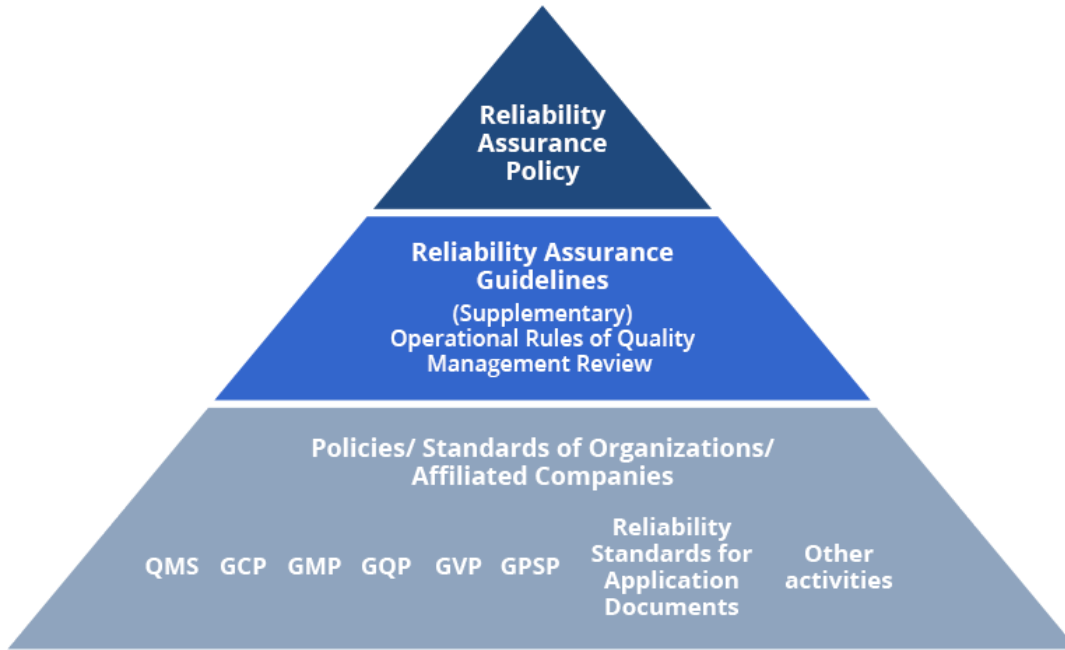 Reliability
Assurance
Policy
Reliability Assurance
Guidelines
(Supplementary)
Operational Rules of Quality
Management Review
Policies/ Standards of Organizations/
Affiliated Companies
QMS GCP GMP GQP GVP GPSP
Reliability
Standards for
Application
Documents
Other
activities